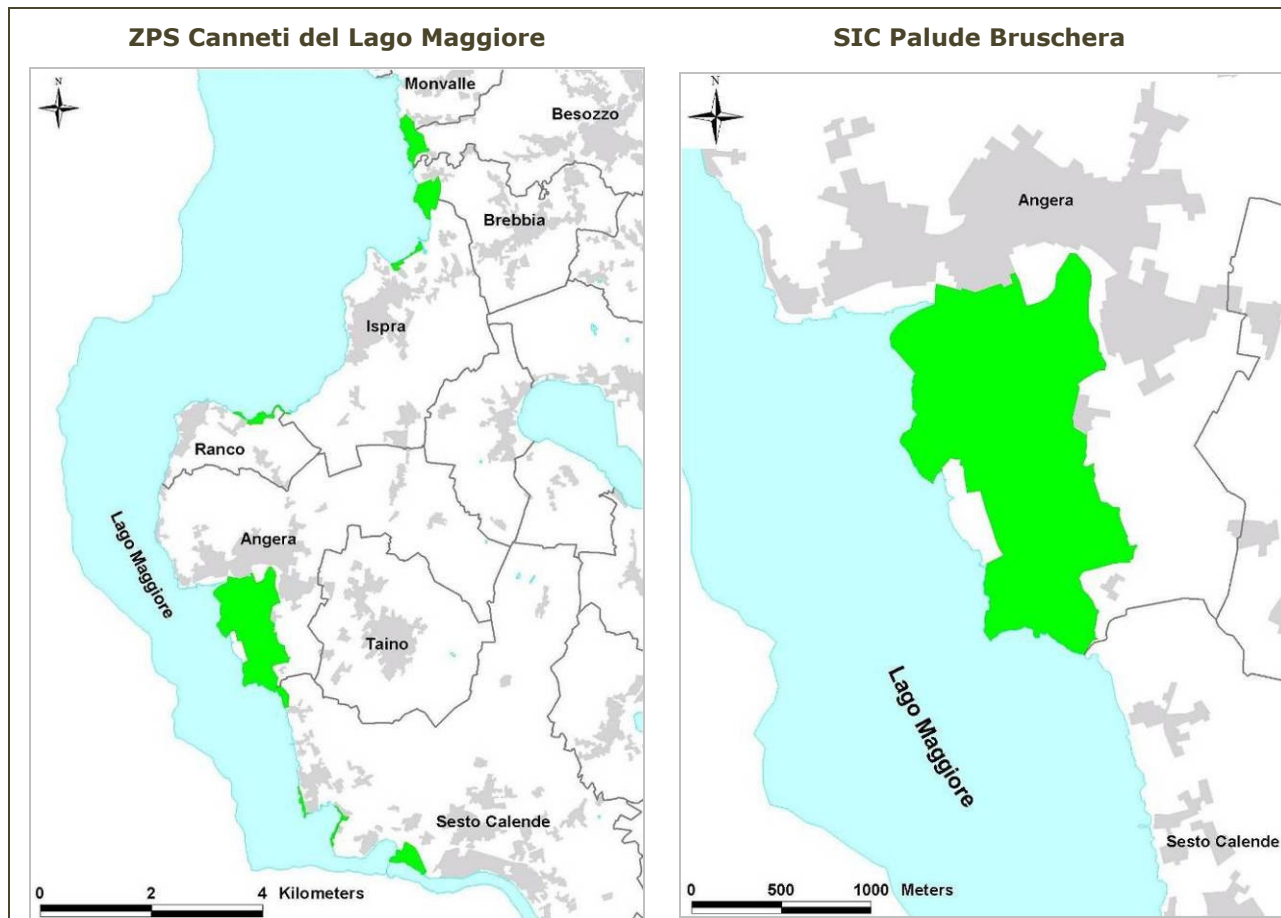 ZPS Canneti del Lago Maggiore
N
Monvalle
Besozzo
Brebbia
Ispra
Ranco
Lago Maggiore
Angera
Taino
Sesto Calende
0 2 4 Kilometers
SIC Palude Bruschera
N
Angera
Lago Maggiore
Sesto Calende
0 500 1000 Meters